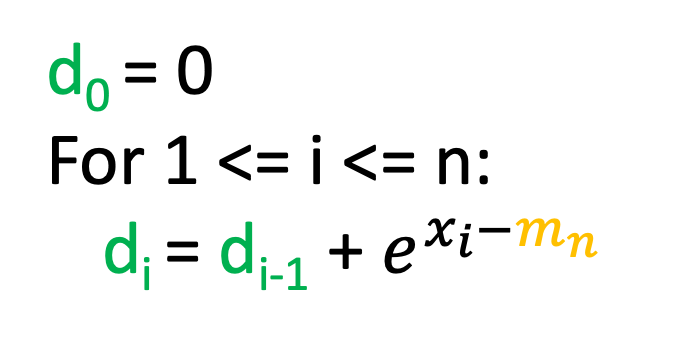 d₀ = 0
For 1 <= i <= n:
dᵢ = dᵢ₋₁ + e^{xᵢ−mₙ}